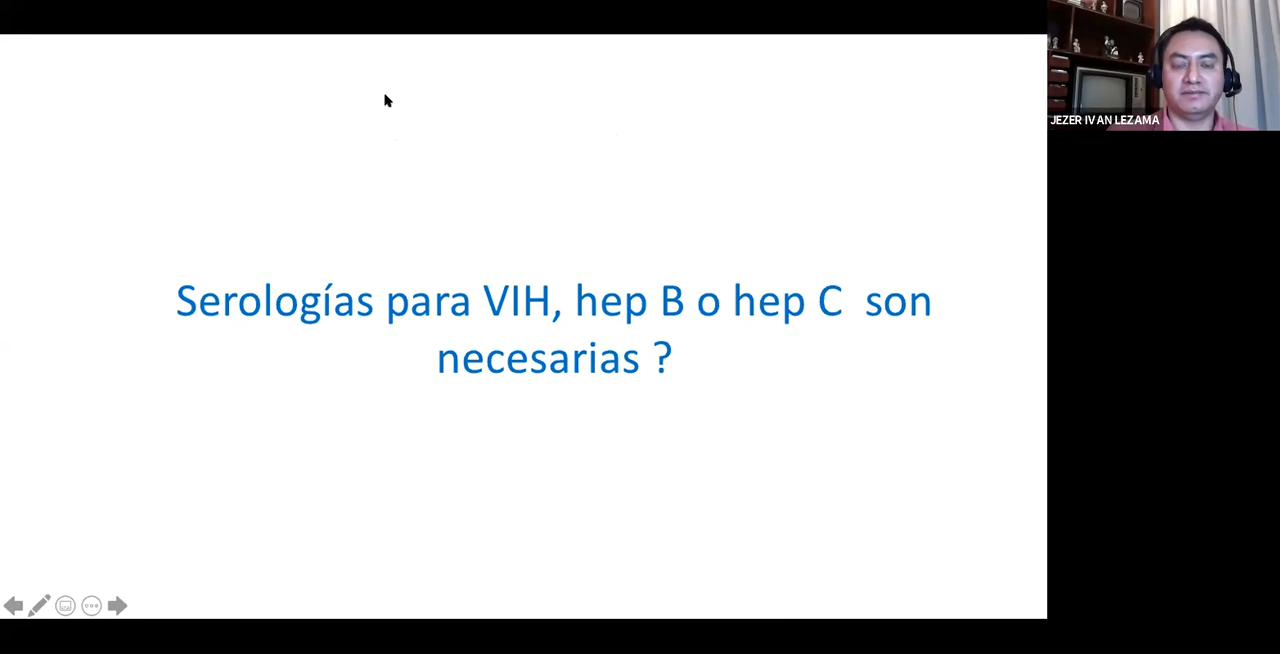 JEZER IVAN LEZAMA
Serologías para VIH, hep B o hep C  son
necesarias ?